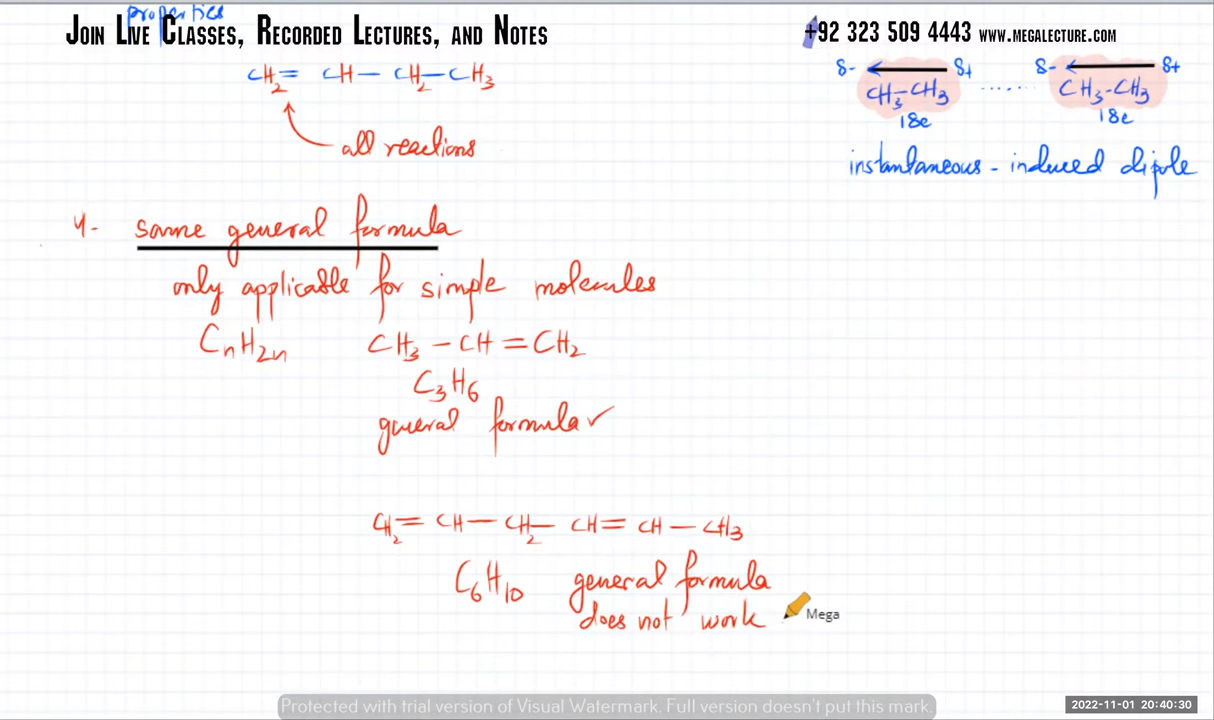 properties
JOIN LIVE CLASSES, RECORDED LECTURES, AND NOTES
+92 323 509 4443 WWW.MEGALECTURE.COM
CH₂= CH— CH₂—CH₃
all reactions
δ- δ+ δ- δ+
CH₃-CH₃ ...... CH₃-CH₃
18e 18e
instantaneous - induced dipole
4- same general formula
only applicable for simple molecules
CₙH₂ₙ CH₃ — CH = CH₂
C₃H₆
general formula ✓
CH₂= CH— CH₂— CH= CH — CH₃
C₆H₁₀ general formula
does not work
Mega
Protected with trial version of Visual Watermark. Full version doesn't put this mark.
2022-11-01 20:40:30